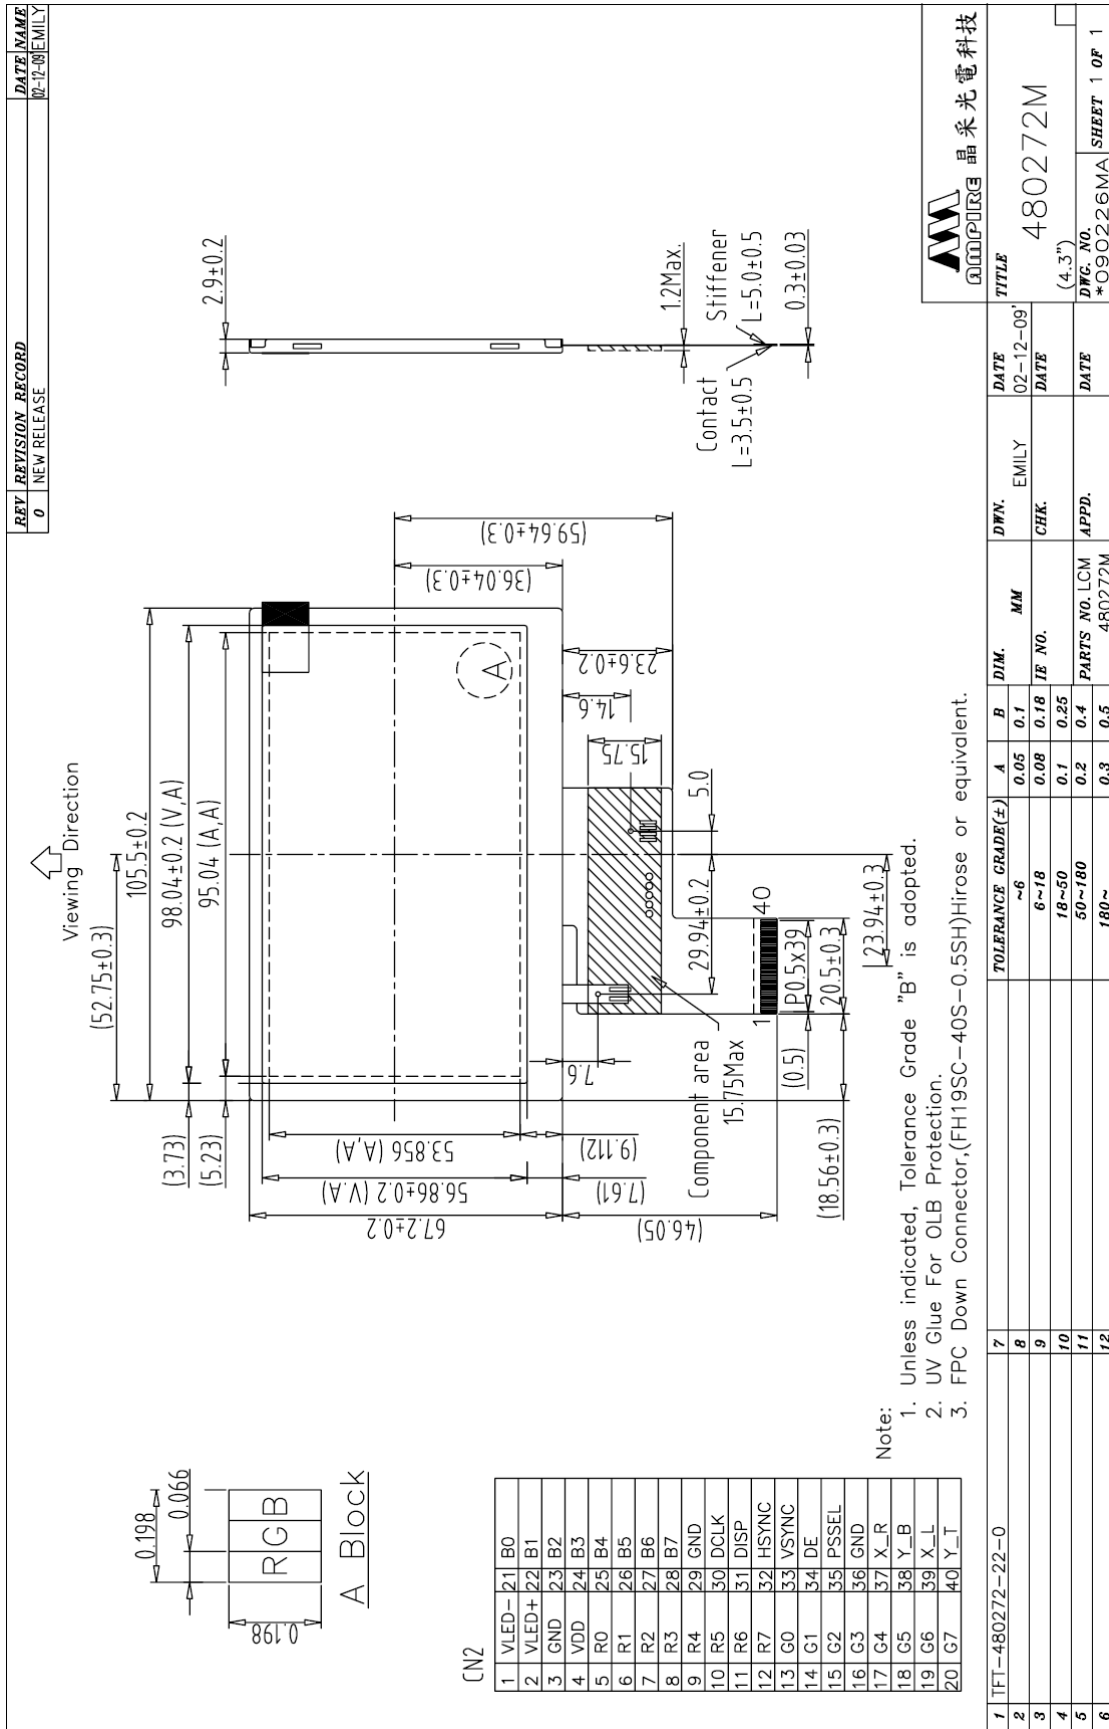 REV REVISION RECORD DATE NAME
0 NEW RELEASE 02-12-09' EMILY
Viewing Direction
(52.75±0.3)
105.5±0.2
98.04±0.2 (V,A)
95.04 (A,A)
(3.73)
(5.23)
0.198
0.066
0.198
R G B
A Block
A
67.2±0.2
56.86±0.2 (V.A)
53.856 (A,A)
(9.112)
(7.61)
(46.05)
(36.04±0.3)
(59.64±0.3)
23.6±0.2
14.6
15.75
7.6
5.0
29.94±0.2
Component area
15.75Max
1 40
P0.5x39
(0.5)
20.5±0.3
(18.56±0.3)
23.94±0.3
2.9±0.2
1.2Max.
Contact
L=3.5±0.5
Stiffener
L=5.0±0.5
0.3±0.03
CN2
1 VLED- 21 B0
2 VLED+ 22 B1
3 GND 23 B2
4 VDD 24 B3
5 R0 25 B4
6 R1 26 B5
7 R2 27 B6
8 R3 28 B7
9 R4 29 GND
10 R5 30 DCLK
11 R6 31 DISP
12 R7 32 HSYNC
13 G0 33 VSYNC
14 G1 34 DE
15 G2 35 PSSEL
16 G3 36 GND
17 G4 37 X_R
18 G5 38 Y_B
19 G6 39 X_L
20 G7 40 Y_T
Note:
1. Unless indicated, Tolerance Grade "B" is adopted.
2. UV Glue For OLB Protection.
3. FPC Down Connector,(FH19SC-40S-0.5SH)Hirose or equivalent.
1 TFT-480272-22-0 7
2 8
3 9
4 10
5 11
6 12
TOLERANCE GRADE(±) A B
~6 0.05 0.1
6~18 0.08 0.18
18~50 0.1 0.25
50~180 0.2 0.4
180~ 0.3 0.5
DIM. MM
IE NO.
PARTS NO. LCM
480272M
DWN. EMILY
DATE 02-12-09'
CHK.
DATE
APPD.
DATE
AMPIRE 晶采光電科技
TITLE
480272M
(4.3")
DWG. NO.
*090226MA
SHEET 1 OF 1